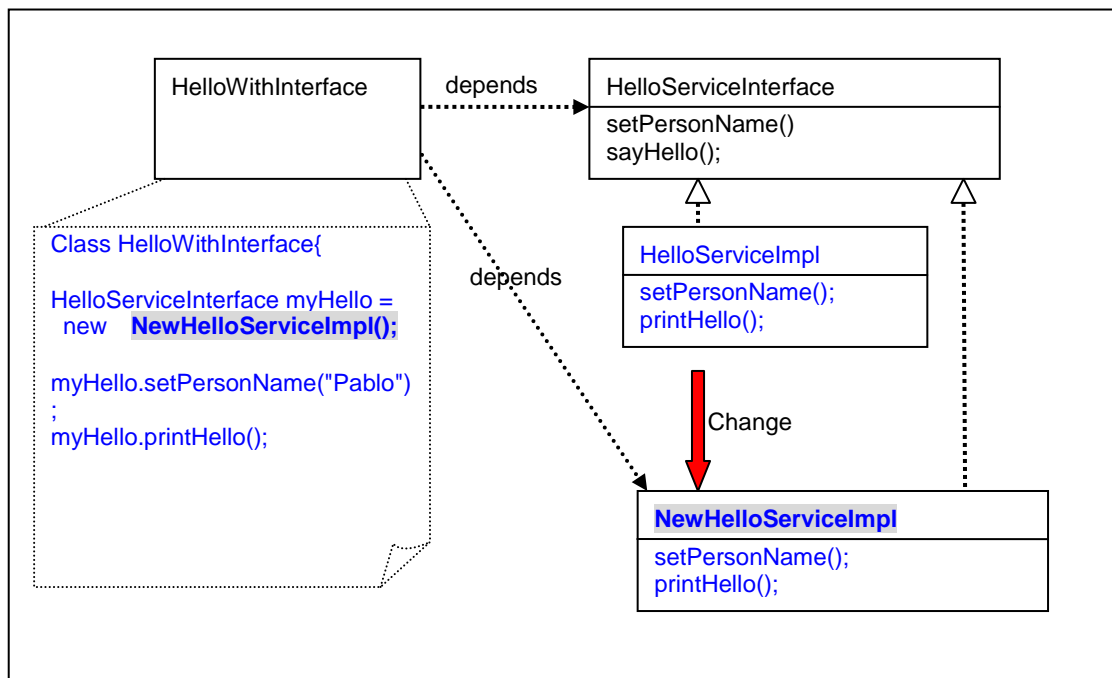 HelloWithInterface
depends
HelloServiceInterface
setPersonName()
sayHello();
Class HelloWithInterface{
HelloServiceInterface myHello =
new NewHelloServiceImpl();
myHello.setPersonName("Pablo")
;
myHello.printHello();
depends
HelloServiceImpl
setPersonName();
printHello();
Change
NewHelloServiceImpl
setPersonName();
printHello();